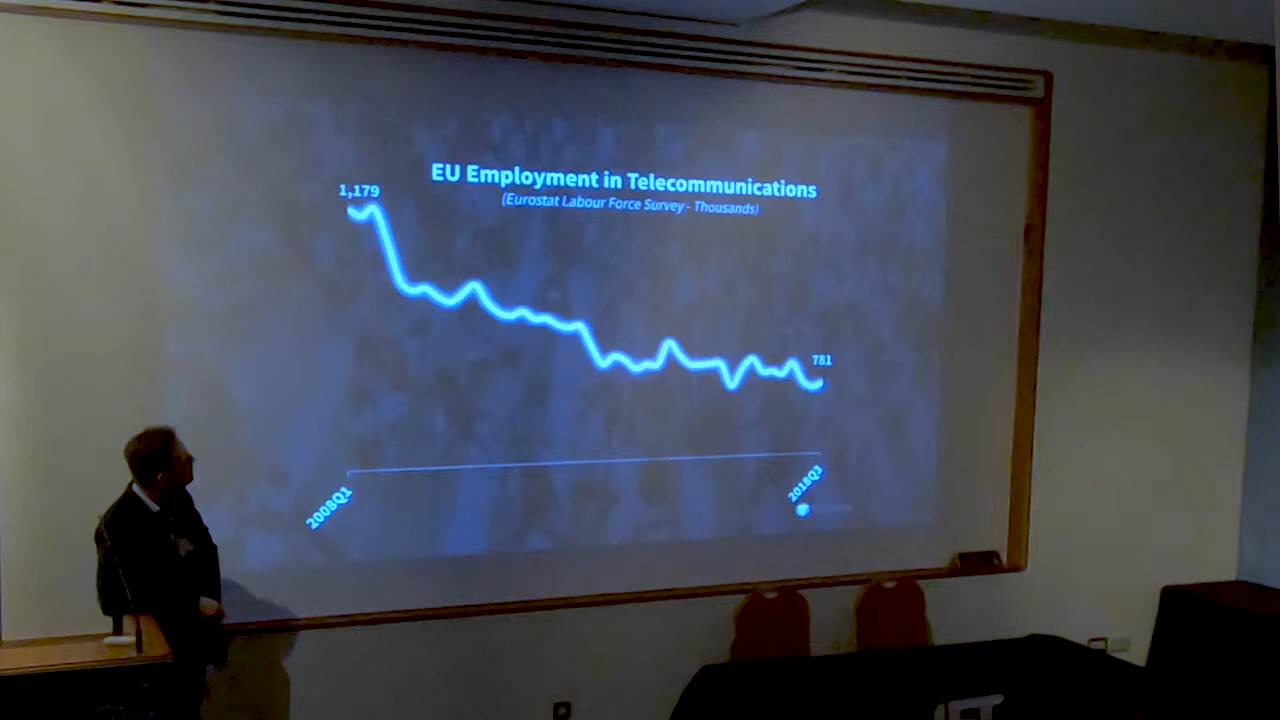 EU Employment in Telecommunications
(Eurostat Labour Force Survey - Thousands)
1,179
781
2008Q1
2018Q3